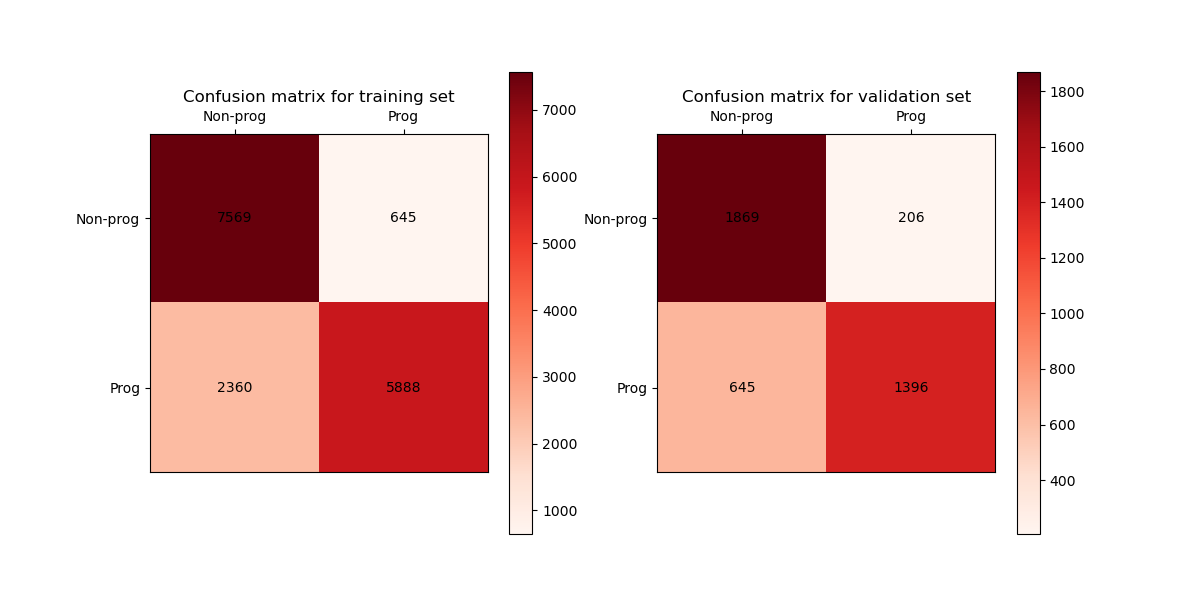 Confusion matrix for training set
Non-prog Prog
Non-prog 7569 645
Prog 2360 5888
7000
6000
5000
4000
3000
2000
1000
Confusion matrix for validation set
Non-prog Prog
Non-prog 1869 206
Prog 645 1396
1800
1600
1400
1200
1000
800
600
400